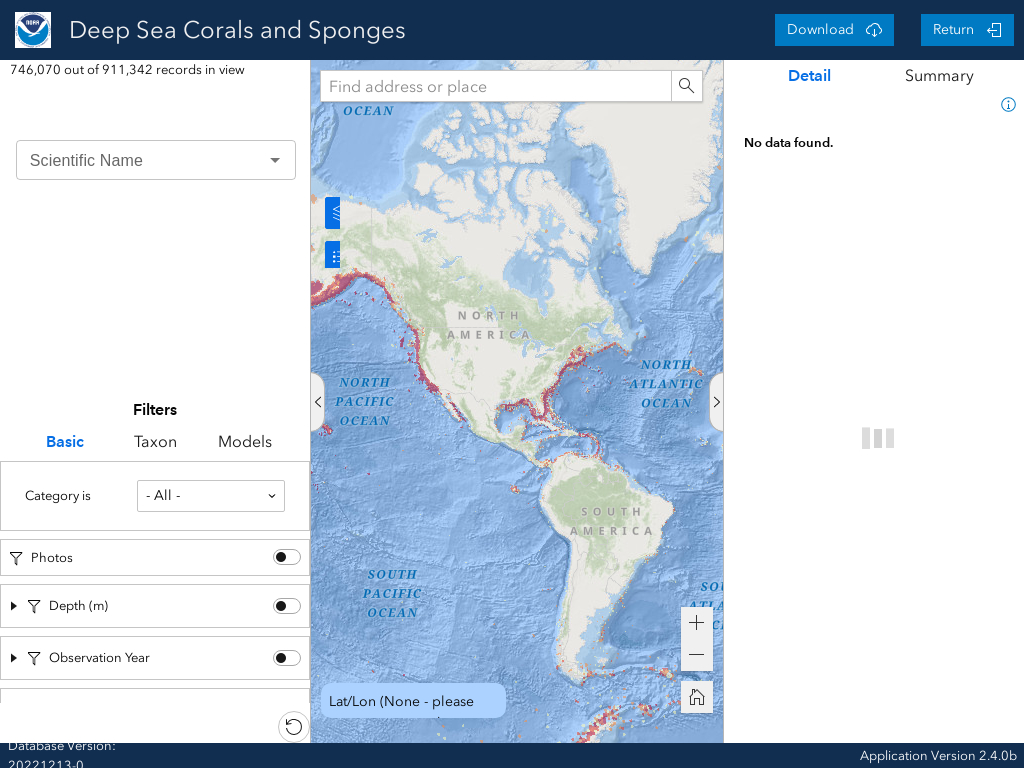 NOAA
Deep Sea Corals and Sponges
Download
Return
746,070 out of 911,342 records in view
Scientific Name
Filters
Basic
Taxon
Models
Category is
- All -
Photos
Depth (m)
Observation Year
Find address or place
OCEAN
NORTH
AMERICA
NORTH
PACIFIC
OCEAN
NORTH
ATLANTIC
OCEAN
SOUTH
AMERICA
SOUTH
PACIFIC
OCEAN
Lat/Lon (None - please
Detail
Summary
No data found.
Database Version:
20221213-0
Application Version 2.4.0b